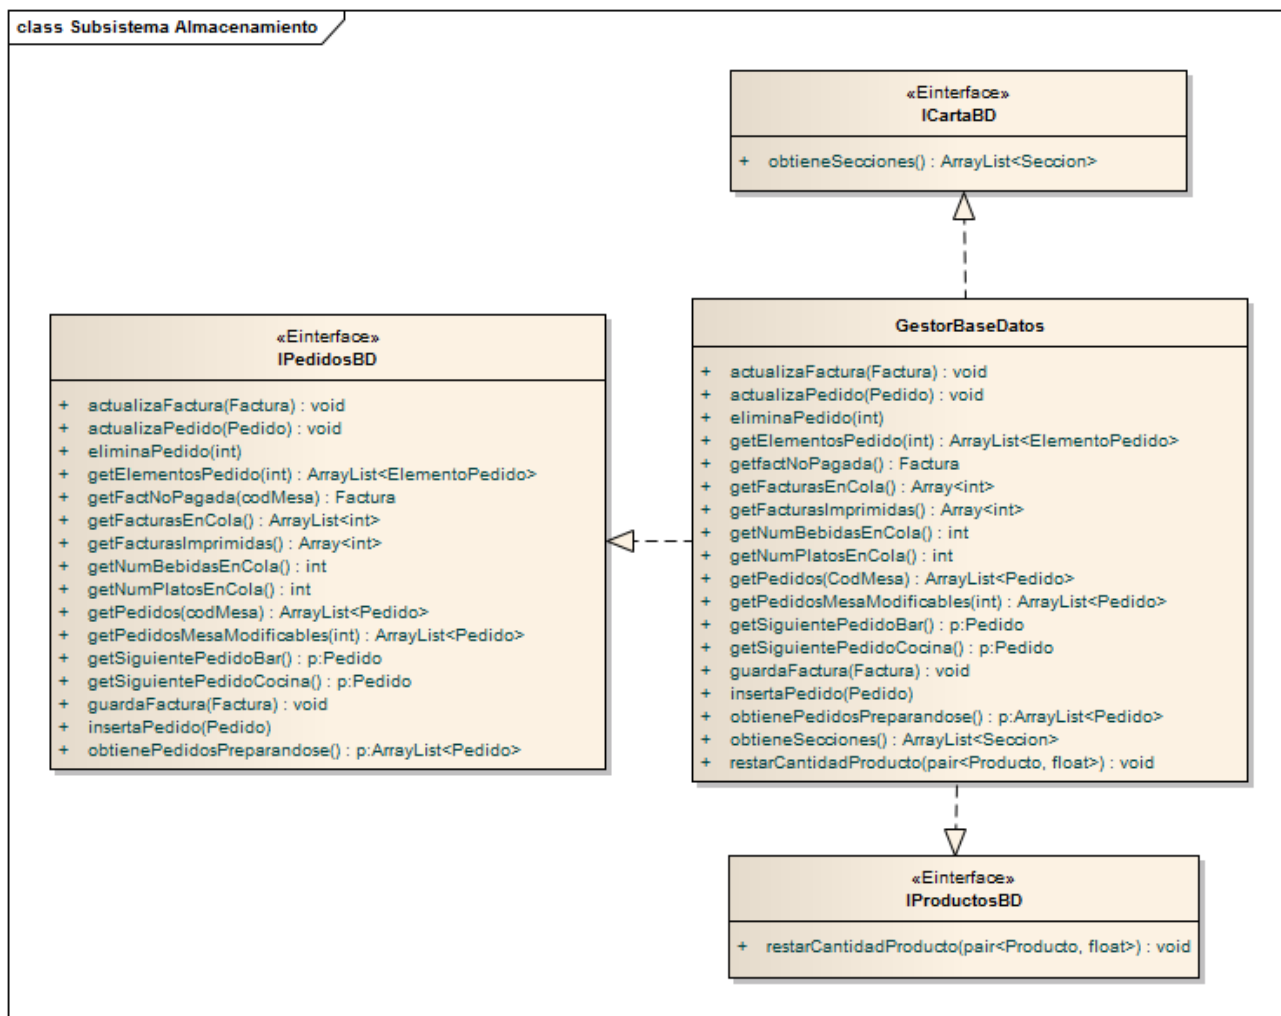 class Subsistema Almacenamiento
«Einterface»
ICartaBD
+ obtieneSecciones() : ArrayList<Seccion>
«Einterface»
IPedidosBD
+ actualizaFactura(Factura) : void
+ actualizaPedido(Pedido) : void
+ eliminaPedido(int)
+ getElementosPedido(int) : ArrayList<ElementoPedido>
+ getFactNoPagada(codMesa) : Factura
+ getFacturasEnCola() : ArrayList<int>
+ getFacturasImprimidas() : Array<int>
+ getNumBebidasEnCola() : int
+ getNumPlatosEnCola() : int
+ getPedidos(codMesa) : ArrayList<Pedido>
+ getPedidosMesaModificables(int) : ArrayList<Pedido>
+ getSiguientePedidoBar() : p:Pedido
+ getSiguientePedidoCocina() : p:Pedido
+ guardaFactura(Factura) : void
+ insertaPedido(Pedido)
+ obtienePedidosPreparandose() : p:ArrayList<Pedido>
GestorBaseDatos
+ actualizaFactura(Factura) : void
+ actualizaPedido(Pedido) : void
+ eliminaPedido(int)
+ getElementosPedido(int) : ArrayList<ElementoPedido>
+ getfactNoPagada() : Factura
+ getFacturasEnCola() : Array<int>
+ getFacturasImprimidas() : Array<int>
+ getNumBebidasEnCola() : int
+ getNumPlatosEnCola() : int
+ getPedidos(CodMesa) : ArrayList<Pedido>
+ getPedidosMesaModificables(int) : ArrayList<Pedido>
+ getSiguientePedidoBar() : p:Pedido
+ getSiguientePedidoCocina() : p:Pedido
+ guardaFactura(Factura) : void
+ insertaPedido(Pedido)
+ obtienePedidosPreparandose() : p:ArrayList<Pedido>
+ obtieneSecciones() : ArrayList<Seccion>
+ restarCantidadProducto(pair<Producto, float>) : void
«Einterface»
IProductosBD
+ restarCantidadProducto(pair<Producto, float>) : void